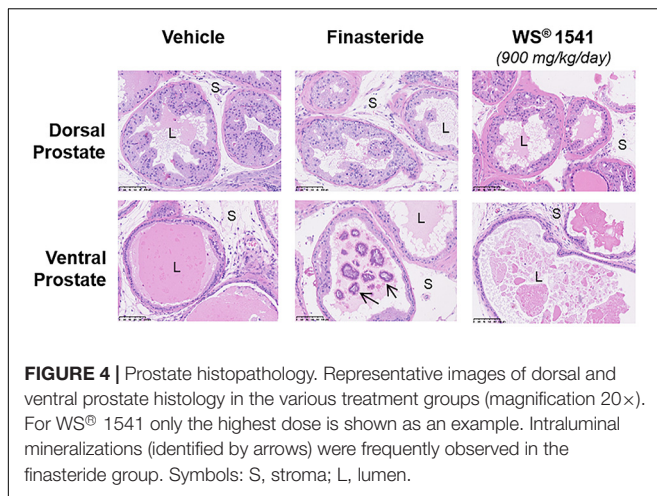 Vehicle Finasteride WS® 1541
(900 mg/kg/day)
Dorsal
Prostate
S
L
S
L
L
S
Ventral
Prostate
S
L
L
S
S
L
FIGURE 4 | Prostate histopathology. Representative images of dorsal and
ventral prostate histology in the various treatment groups (magnification 20×).
For WS® 1541 only the highest dose is shown as an example. Intraluminal
mineralizations (identified by arrows) were frequently observed in the
finasteride group. Symbols: S, stroma; L, lumen.